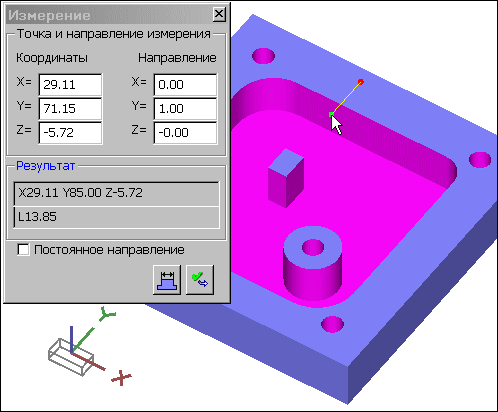 Измерение
Точка и направление измерения
Координаты Направление
X= 29.11 X= 0.00
Y= 71.15 Y= 1.00
Z= -5.72 Z= -0.00
Результат
X29.11 Y85.00 Z-5.72
L13.85
Постоянное направление
Y
X